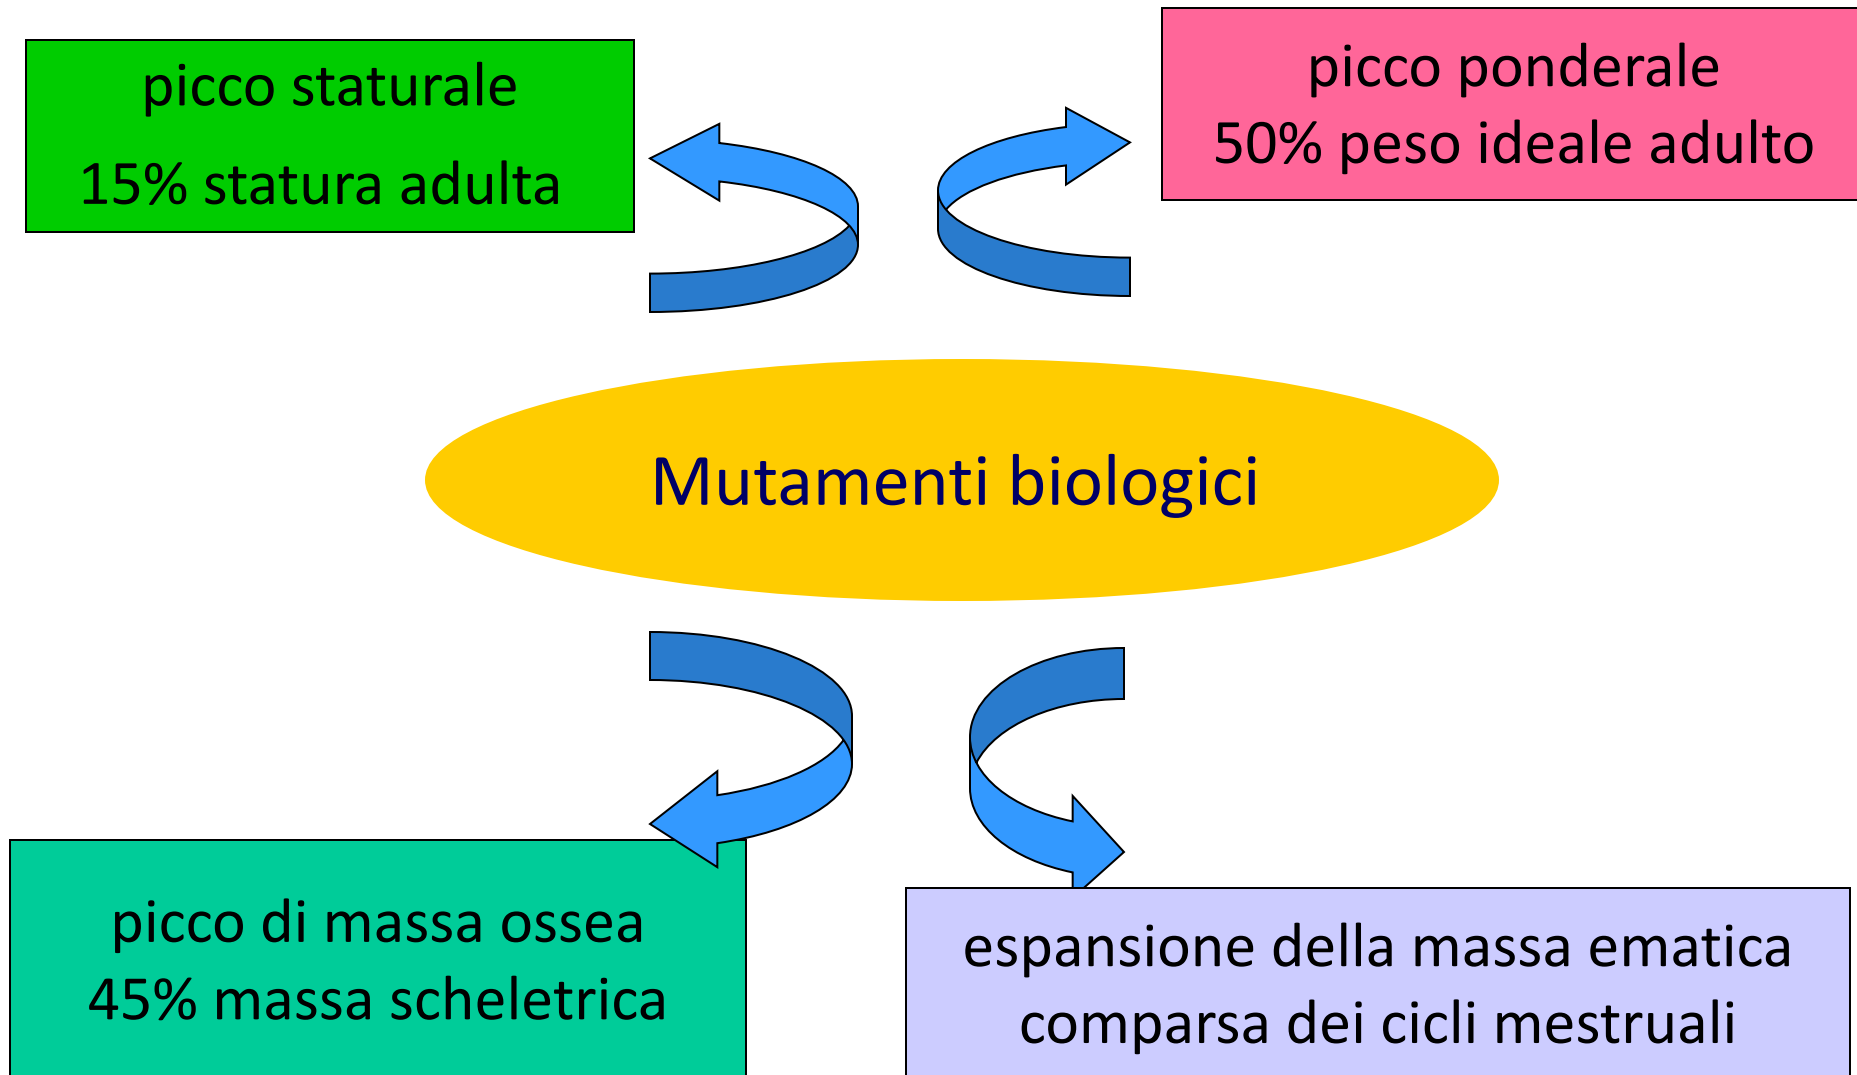 picco staturale
15% statura adulta
picco ponderale
50% peso ideale adulto
Mutamenti biologici
picco di massa ossea
45% massa scheletrica
espansione della massa ematica
comparsa dei cicli mestruali